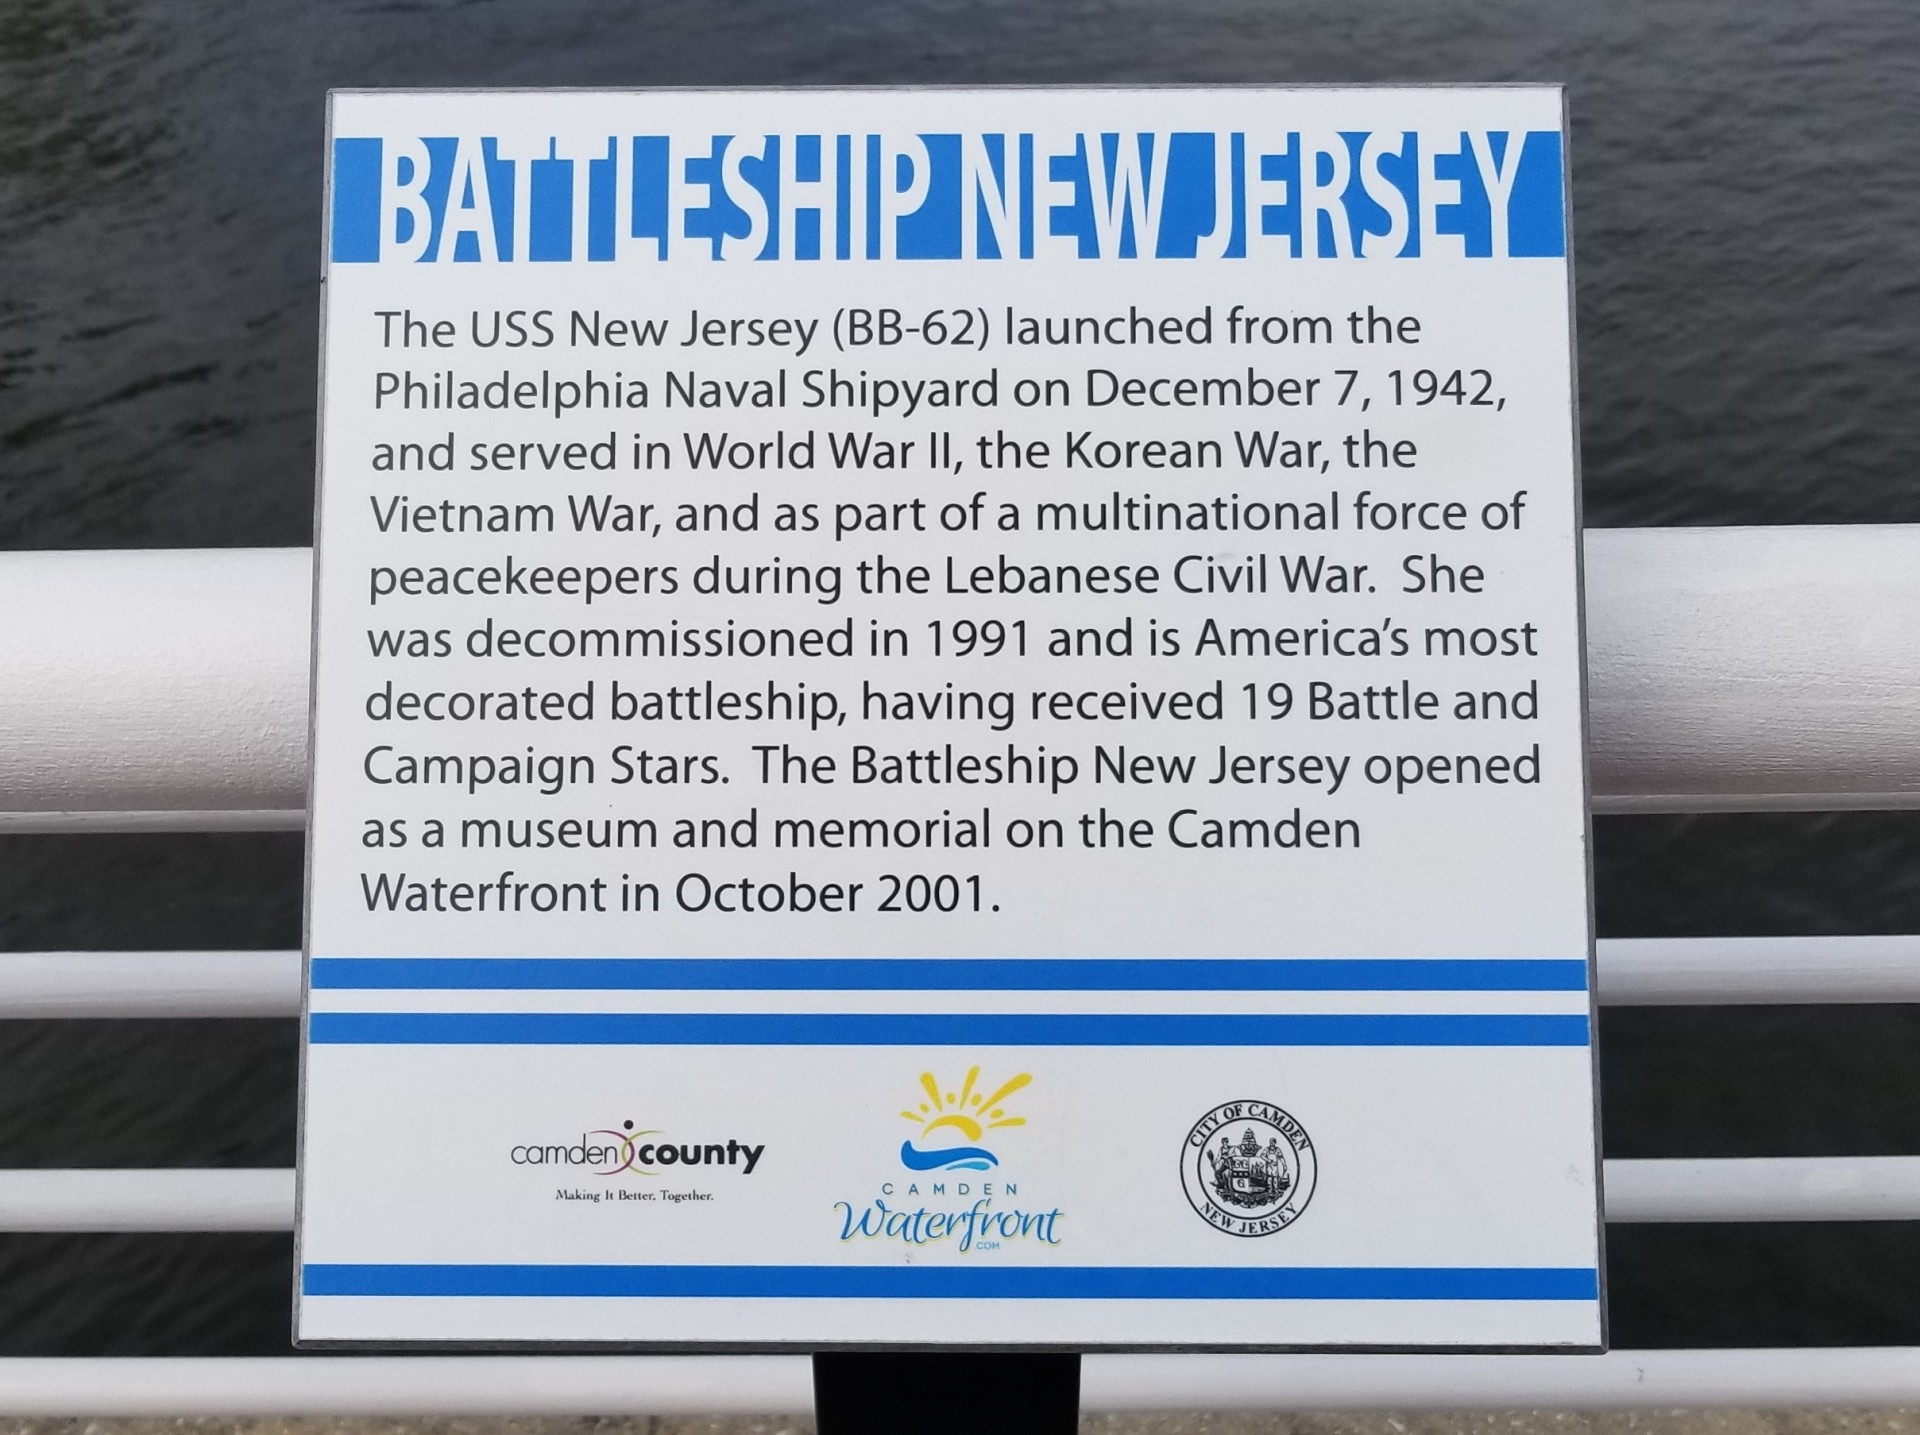 BATTLESHIP NEW JERSEY
The USS New Jersey (BB-62) launched from the
Philadelphia Naval Shipyard on December 7, 1942,
and served in World War II, the Korean War, the
Vietnam War, and as part of a multinational force of
peacekeepers during the Lebanese Civil War.  She
was decommissioned in 1991 and is America's most
decorated battleship, having received 19 Battle and
Campaign Stars.  The Battleship New Jersey opened
as a museum and memorial on the Camden
Waterfront in October 2001.
camden county
Making It Better. Together.
CAMDEN
Waterfront
.COM
CITY OF CAMDEN
NEW JERSEY